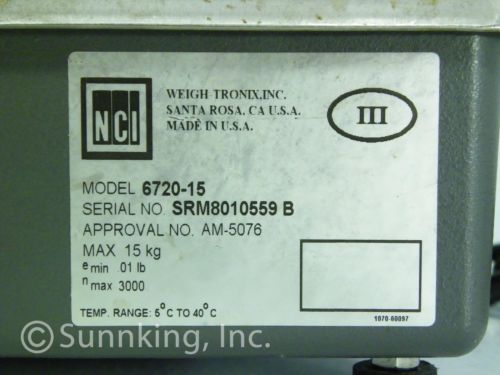 WEIGH TRONIX,INC.
SANTA ROSA, CA U.S.A.
MADE IN U.S.A.
III
NCI
MODEL 6720-15
SERIAL NO. SRM8010559 B
APPROVAL NO. AM-5076
MAX 15 kg
e min .01 lb
n max 3000
TEMP. RANGE: 5°C TO 40°C
1070-60097
© Sunnking, Inc.